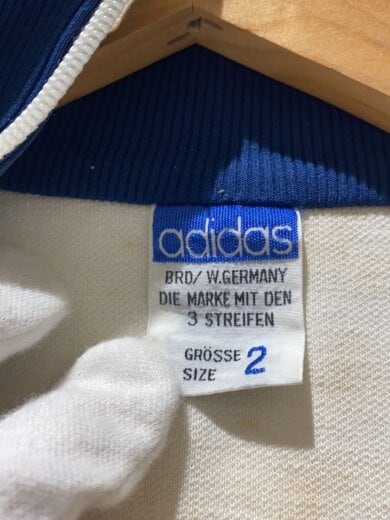 adidas
BRD/ W.GERMANY
DIE MARKE MIT DEN
3 STREIFEN
GRÖSSE 2
SIZE